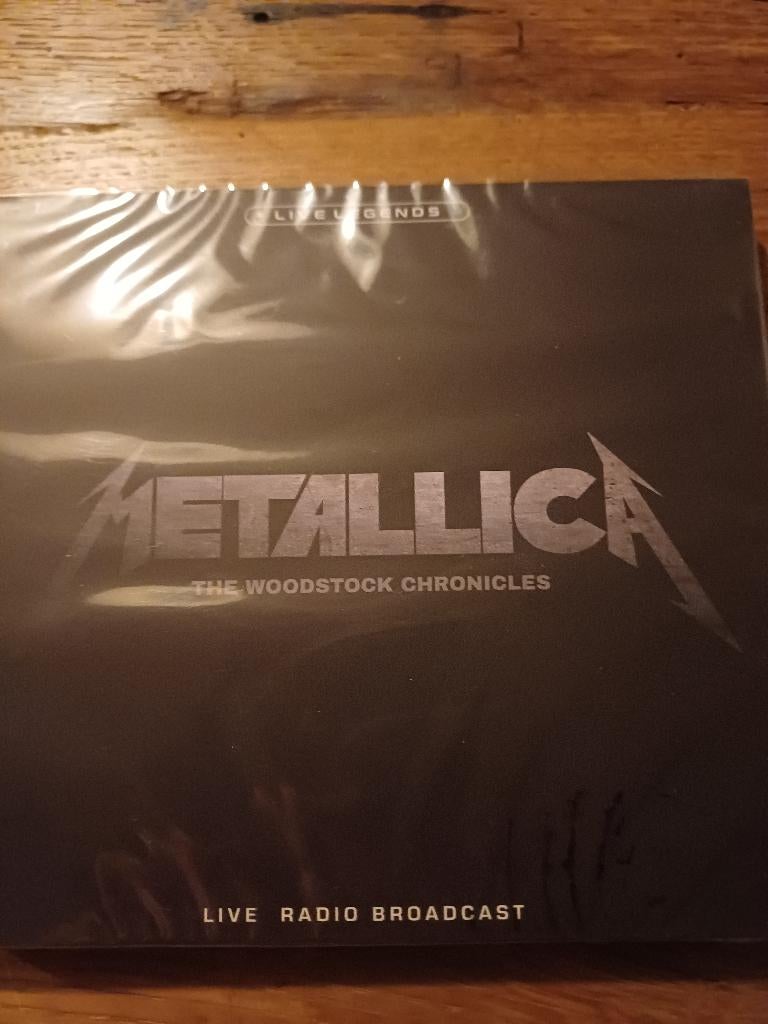 LIVE LEGENDS
METALLICA
THE WOODSTOCK CHRONICLES
LIVE RADIO BROADCAST